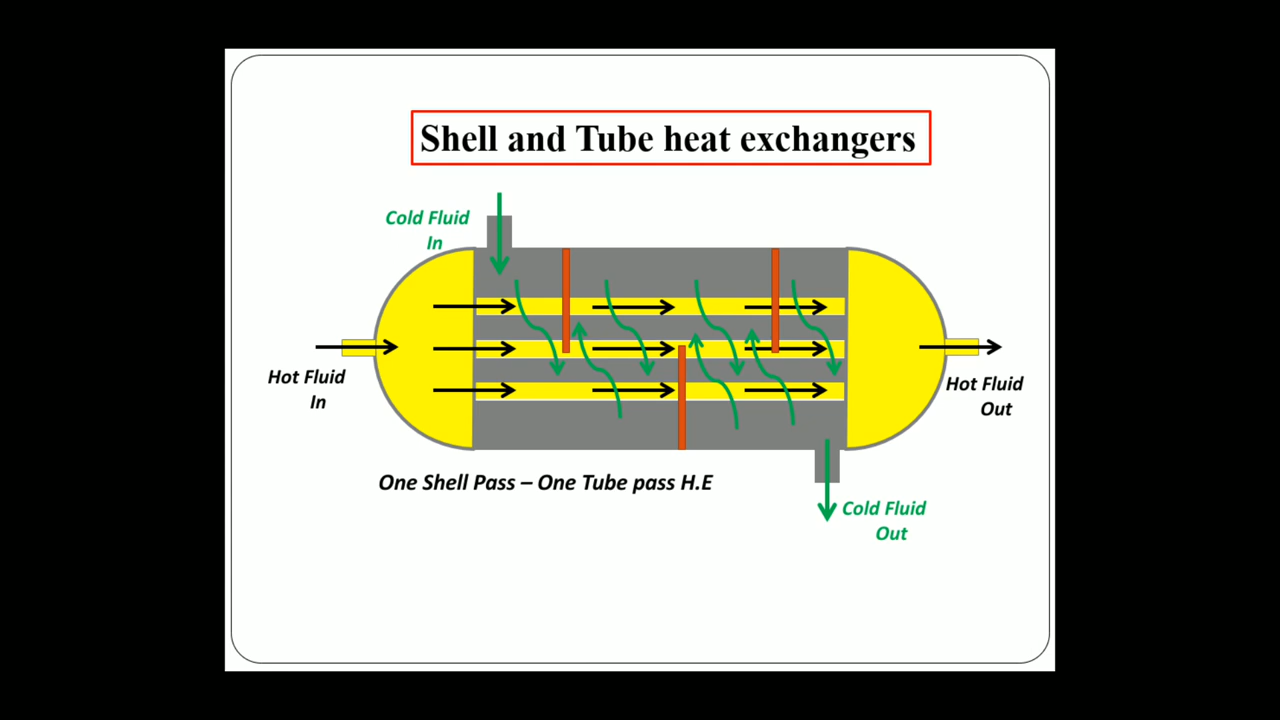 Shell and Tube heat exchangers
Cold Fluid
In
Hot Fluid
In
Hot Fluid
Out
One Shell Pass – One Tube pass H.E
Cold Fluid
Out